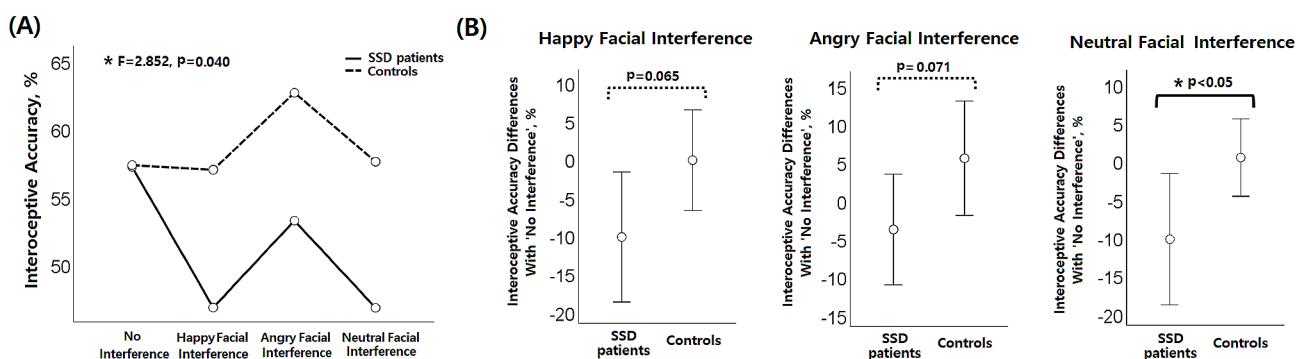 (A)
* F=2.852, p=0.040
SSD patients
Controls
Interoceptive Accuracy, %
65
60
55
50
No
Interference
Happy Facial
Interference
Angry Facial
Interference
Neutral Facial
Interference
(B)
Happy Facial Interference
p=0.065
Interoceptive Accuracy Differences
With 'No Interference', %
10
5
0
-5
-10
-15
-20
SSD
patients
Controls
Angry Facial Interference
p=0.071
Interoceptive Accuracy Differences
With 'No Interference', %
15
10
5
0
-5
-10
-15
SSD
patients
Controls
Neutral Facial Interference
* p<0.05
Interoceptive Accuracy Differences
With 'No Interference', %
10
5
0
-5
-10
-15
-20
SSD
patients
Controls